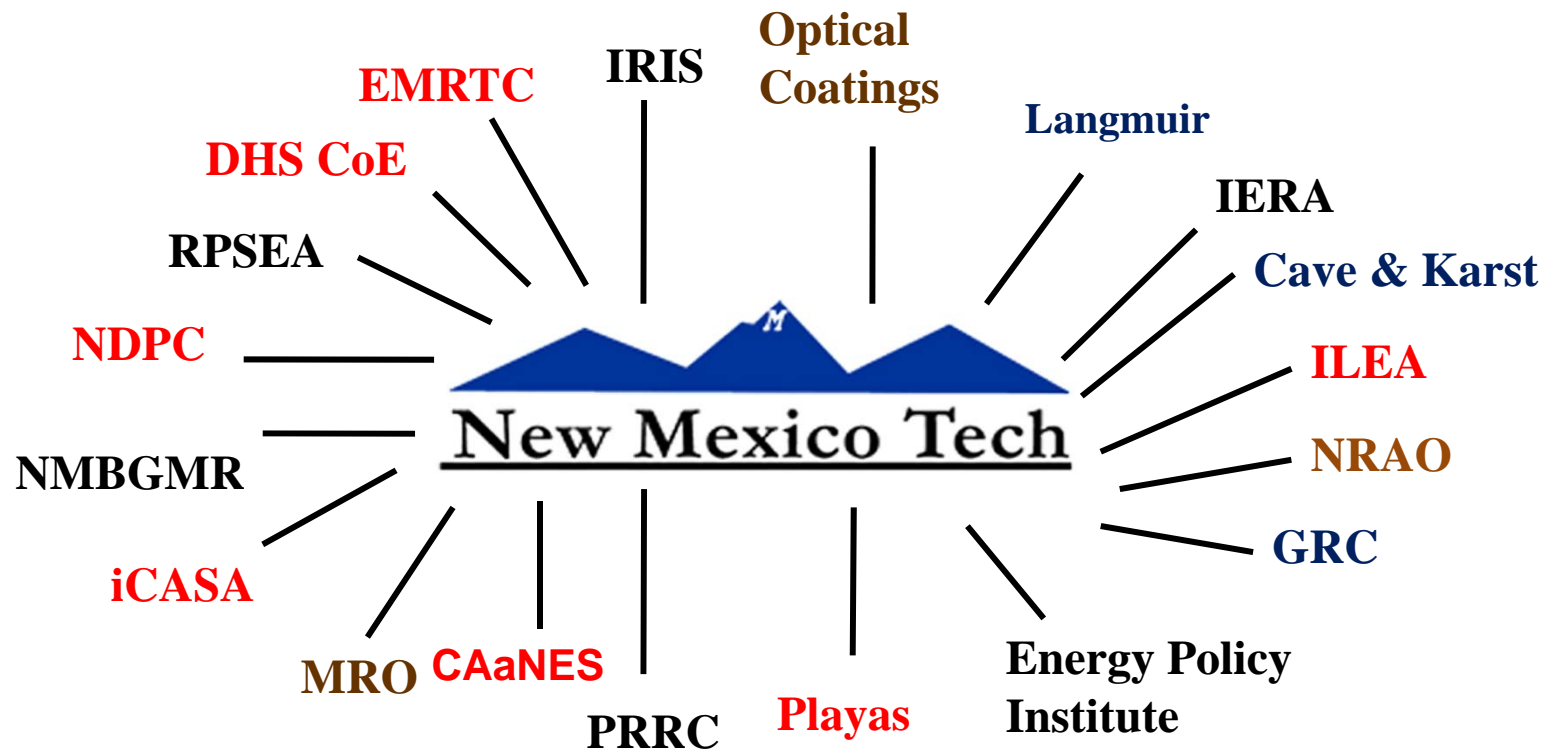 Optical
Coatings
IRIS
EMRTC
Langmuir
DHS CoE
IERA
RPSEA
Cave & Karst
NDPC
M
ILEA
New Mexico Tech
NRAO
NMBGMR
GRC
iCASA
MRO
CAaNES
Energy Policy
Institute
Playas
PRRC